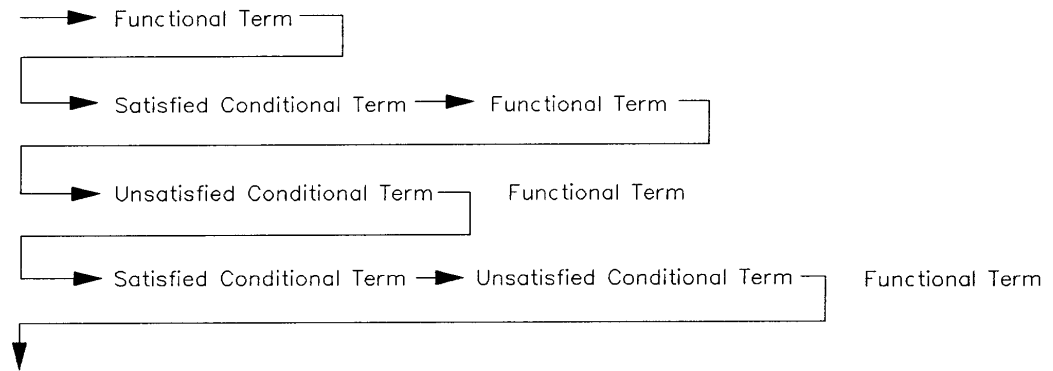 Functional Term
Satisfied Conditional Term Functional Term
Unsatisfied Conditional Term Functional Term
Satisfied Conditional Term Unsatisfied Conditional Term Functional Term